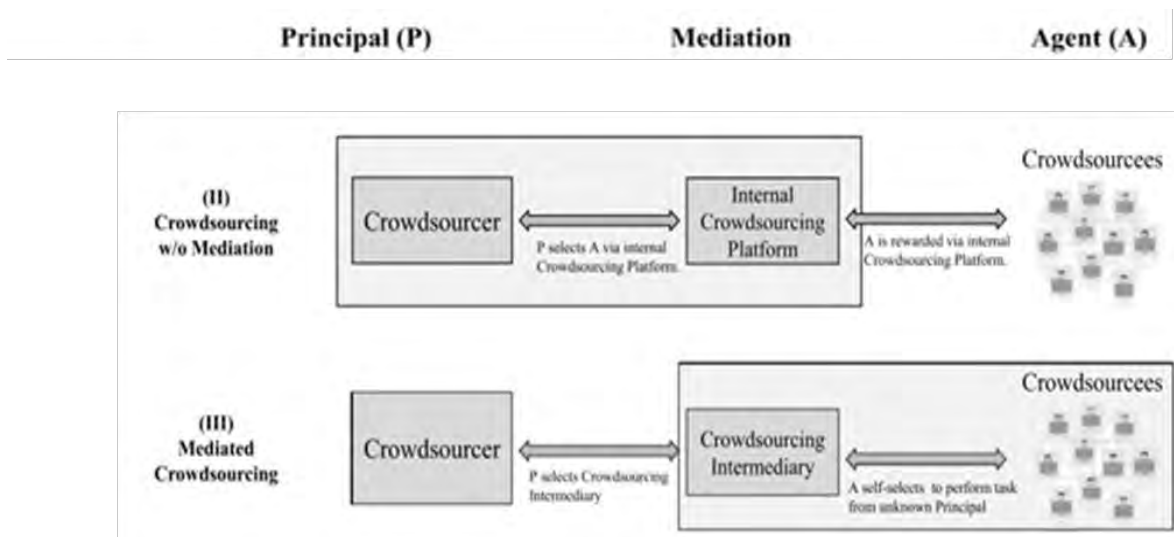 Principal (P)
Mediation
Agent (A)
(II)
Crowdsourcing
w/o Mediation
Crowdsourcer
P selects A via internal
Crowdsourcing Platform.
Internal
Crowdsourcing
Platform
A is rewarded via internal
Crowdsourcing Platform.
Crowdsourcees
(III)
Mediated
Crowdsourcing
Crowdsourcer
P selects Crowdsourcing
Intermediary
Crowdsourcing
Intermediary
A self-selects to perform task
from unknown Principal
Crowdsourcees